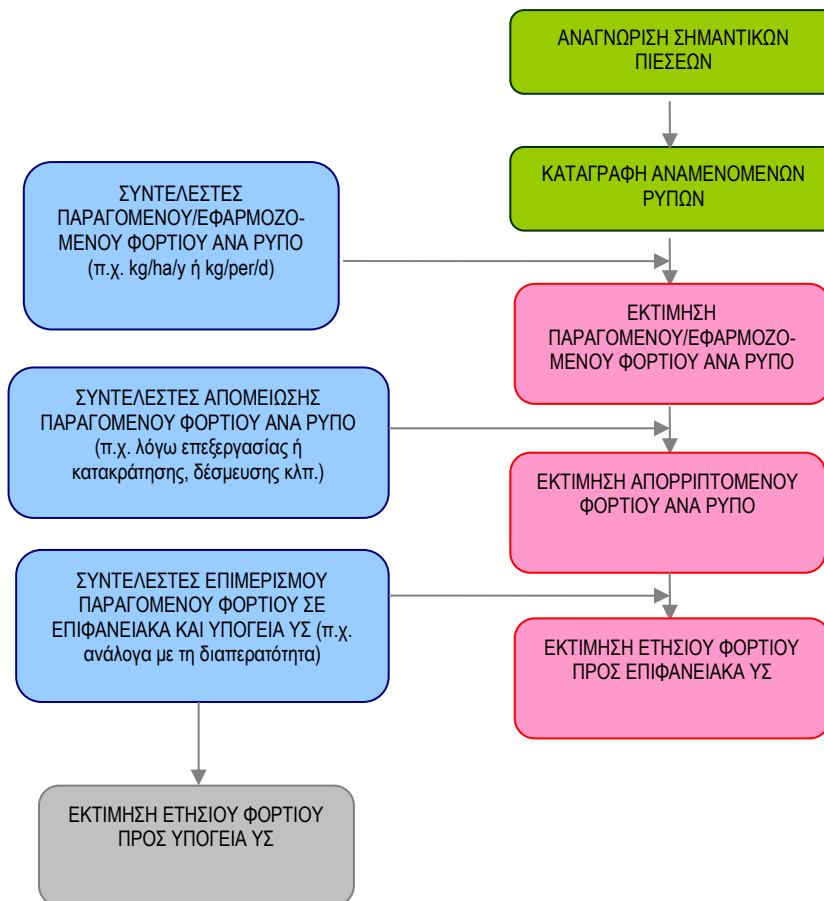 ΑΝΑΓΝΩΡΙΣΗ ΣΗΜΑΝΤΙΚΩΝ
ΠΙΕΣΕΩΝ
ΚΑΤΑΓΡΑΦΗ ΑΝΑΜΕΝΟΜΕΝΩΝ
ΡΥΠΩΝ
ΣΥΝΤΕΛΕΣΤΕΣ
ΠΑΡΑΓΟΜΕΝΟΥ/ΕΦΑΡΜΟΖΟ-
ΜΕΝΟΥ ΦΟΡΤΙΟΥ ΑΝΑ ΡΥΠΟ
(π.χ. kg/ha/y ή kg/per/d)
ΕΚΤΙΜΗΣΗ
ΠΑΡΑΓΟΜΕΝΟΥ/ΕΦΑΡΜΟΖΟ-
ΜΕΝΟΥ ΦΟΡΤΙΟΥ ΑΝΑ ΡΥΠΟ
ΣΥΝΤΕΛΕΣΤΕΣ ΑΠΟΜΕΙΩΣΗΣ
ΠΑΡΑΓΟΜΕΝΟΥ ΦΟΡΤΙΟΥ ΑΝΑ ΡΥΠΟ
(π.χ. λόγω επεξεργασίας ή
κατακράτησης, δέσμευσης κλπ.)
ΕΚΤΙΜΗΣΗ ΑΠΟΡΡΙΠΤΟΜΕΝΟΥ
ΦΟΡΤΙΟΥ ΑΝΑ ΡΥΠΟ
ΣΥΝΤΕΛΕΣΤΕΣ ΕΠΙΜΕΡΙΣΜΟΥ
ΠΑΡΑΓΟΜΕΝΟΥ ΦΟΡΤΙΟΥ ΣΕ
ΕΠΙΦΑΝΕΙΑΚΑ ΚΑΙ ΥΠΟΓΕΙΑ ΥΣ (π.χ.
ανάλογα με τη διαπερατότητα)
ΕΚΤΙΜΗΣΗ ΕΤΗΣΙΟΥ ΦΟΡΤΙΟΥ
ΠΡΟΣ ΕΠΙΦΑΝΕΙΑΚΑ ΥΣ
ΕΚΤΙΜΗΣΗ ΕΤΗΣΙΟΥ ΦΟΡΤΙΟΥ
ΠΡΟΣ ΥΠΟΓΕΙΑ ΥΣ